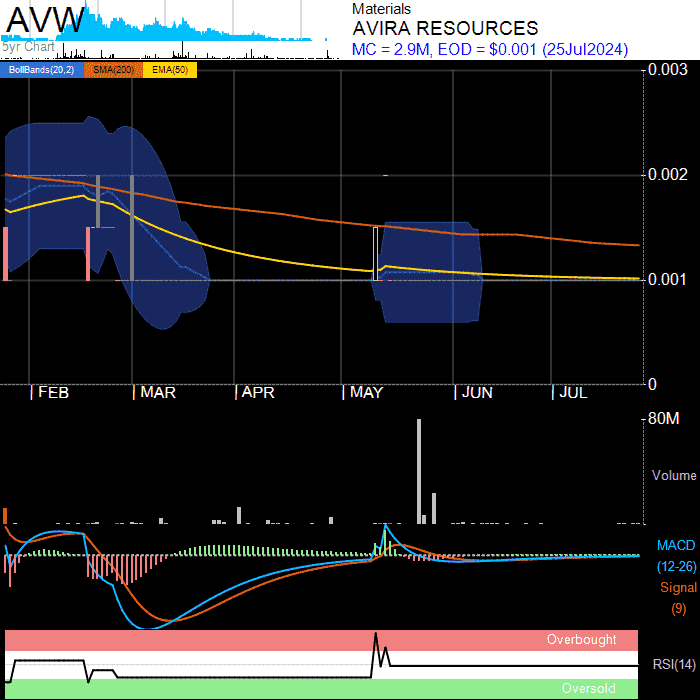 AVW
5yr Chart
Materials
AVIRA RESOURCES
MC = 2.9M, EOD = $0.001 (25Jul2024)
BollBands(20,2) SMA(200) EMA(50)
0.003
0.002
0.001
0
| FEB | MAR | APR | MAY | JUN | JUL
80M
Volume
MACD
(12-26)
Signal
(9)
Overbought
RSI(14)
Oversold